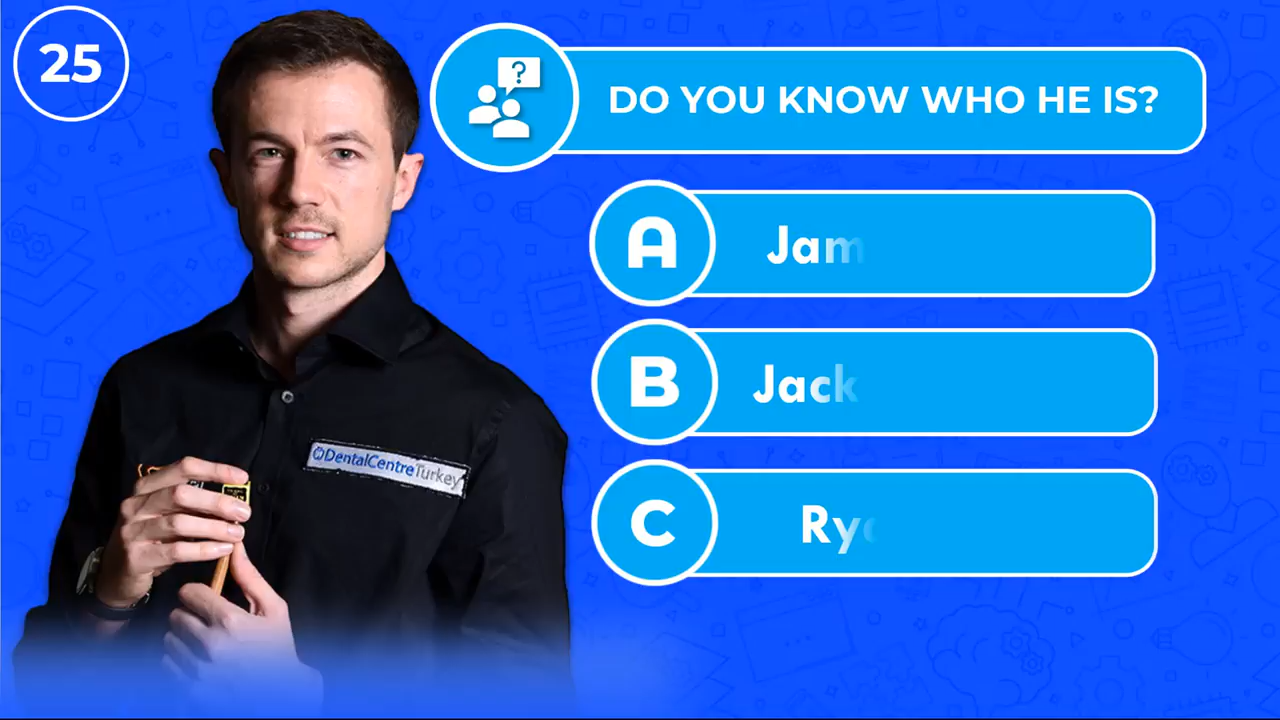 25
?
DO YOU KNOW WHO HE IS?
A
Jam
B
Jack
C
Ry
DentalCentreTurkey